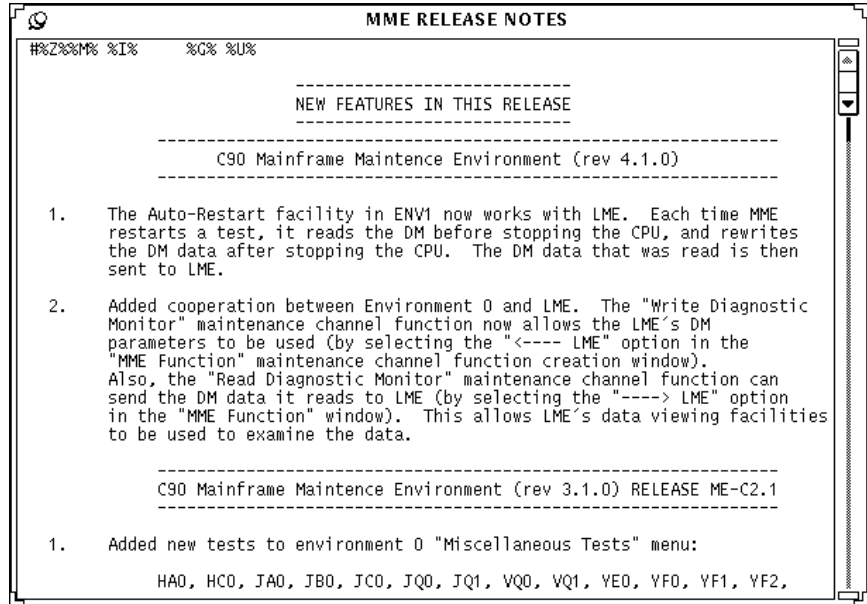 MME RELEASE NOTES
#%Z%%M% %I%     %G% %U%
----------------------------
NEW FEATURES IN THIS RELEASE
----------------------------
---------------------------------------------------------------
C90 Mainframe Maintence Environment (rev 4.1.0)
---------------------------------------------------------------
1.    The Auto-Restart facility in ENV1 now works with LME.  Each time MME
restarts a test, it reads the DM before stopping the CPU, and rewrites
the DM data after stopping the CPU.  The DM data that was read is then
sent to LME.
2.    Added cooperation between Environment 0 and LME.  The "Write Diagnostic
Monitor" maintenance channel function now allows the LME´s DM
parameters to be used (by selecting the "<---- LME" option in the
"MME Function" maintenance channel function creation window).
Also, the "Read Diagnostic Monitor" maintenance channel function can
send the DM data it reads to LME (by selecting the "----> LME" option
in the "MME Function" window).  This allows LME´s data viewing facilities
to be used to examine the data.
---------------------------------------------------------------
C90 Mainframe Maintence Environment (rev 3.1.0) RELEASE ME-C2.1
---------------------------------------------------------------
1.    Added new tests to environment 0 "Miscellaneous Tests" menu:
HA0, HC0, JA0, JB0, JC0, JQ0, JQ1, VQ0, VQ1, YE0, YF0, YF1, YF2,